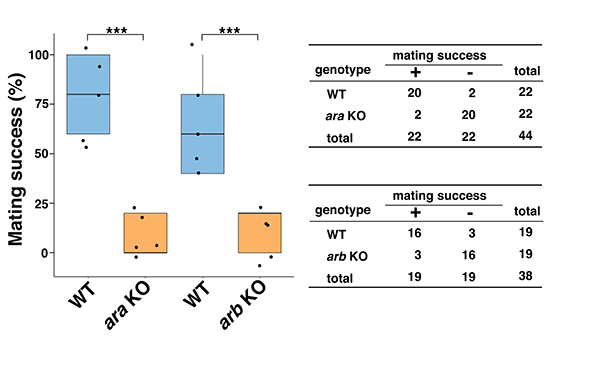 Mating success (%)
100
75
50
25
0
***
***
WT
ara KO
WT
arb KO
mating success
genotype + - total
WT 20 2 22
ara KO 2 20 22
total 22 22 44
mating success
genotype + - total
WT 16 3 19
arb KO 3 16 19
total 19 19 38